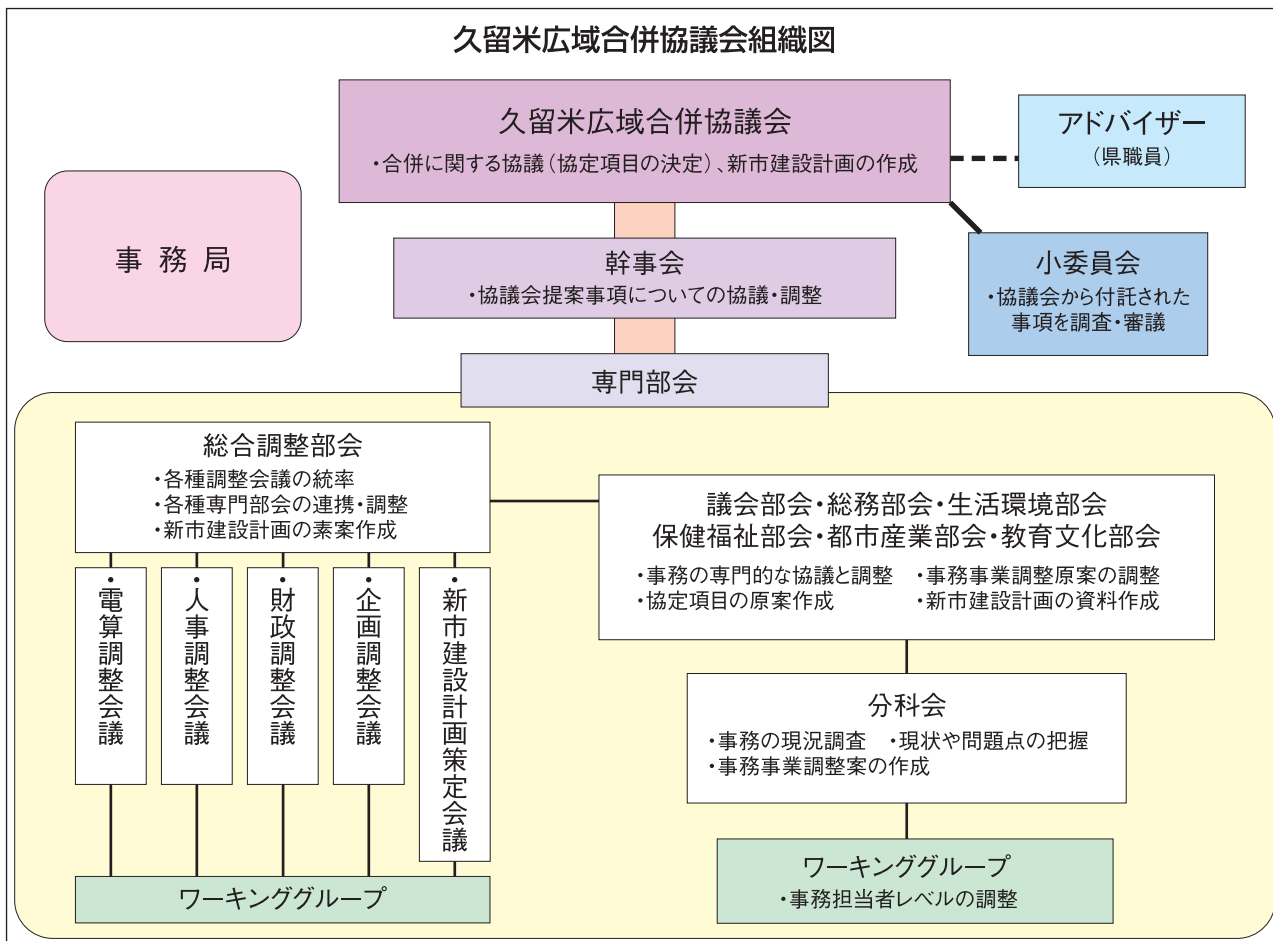 久留米広域合併協議会組織図
久留米広域合併協議会
・合併に関する協議（協定項目の決定）、新市建設計画の作成
アドバイザー
（県職員）
事務局
幹事会
・協議会提案事項についての協議・調整
小委員会
・協議会から付託された
事項を調査・審議
専門部会
総合調整部会
・各種調整会議の統率
・各種専門部会の連携・調整
・新市建設計画の素案作成
議会部会・総務部会・生活環境部会
保健福祉部会・都市産業部会・教育文化部会
・事務の専門的な協議と調整 ・事務事業調整原案の調整
・協定項目の原案作成 ・新市建設計画の資料作成
・電算調整会議
・人事調整会議
・財政調整会議
・企画調整会議
・新市建設計画策定会議
分科会
・事務の現況調査 ・現状や問題点の把握
・事務事業調整案の作成
ワーキンググループ
ワーキンググループ
・事務担当者レベルの調整